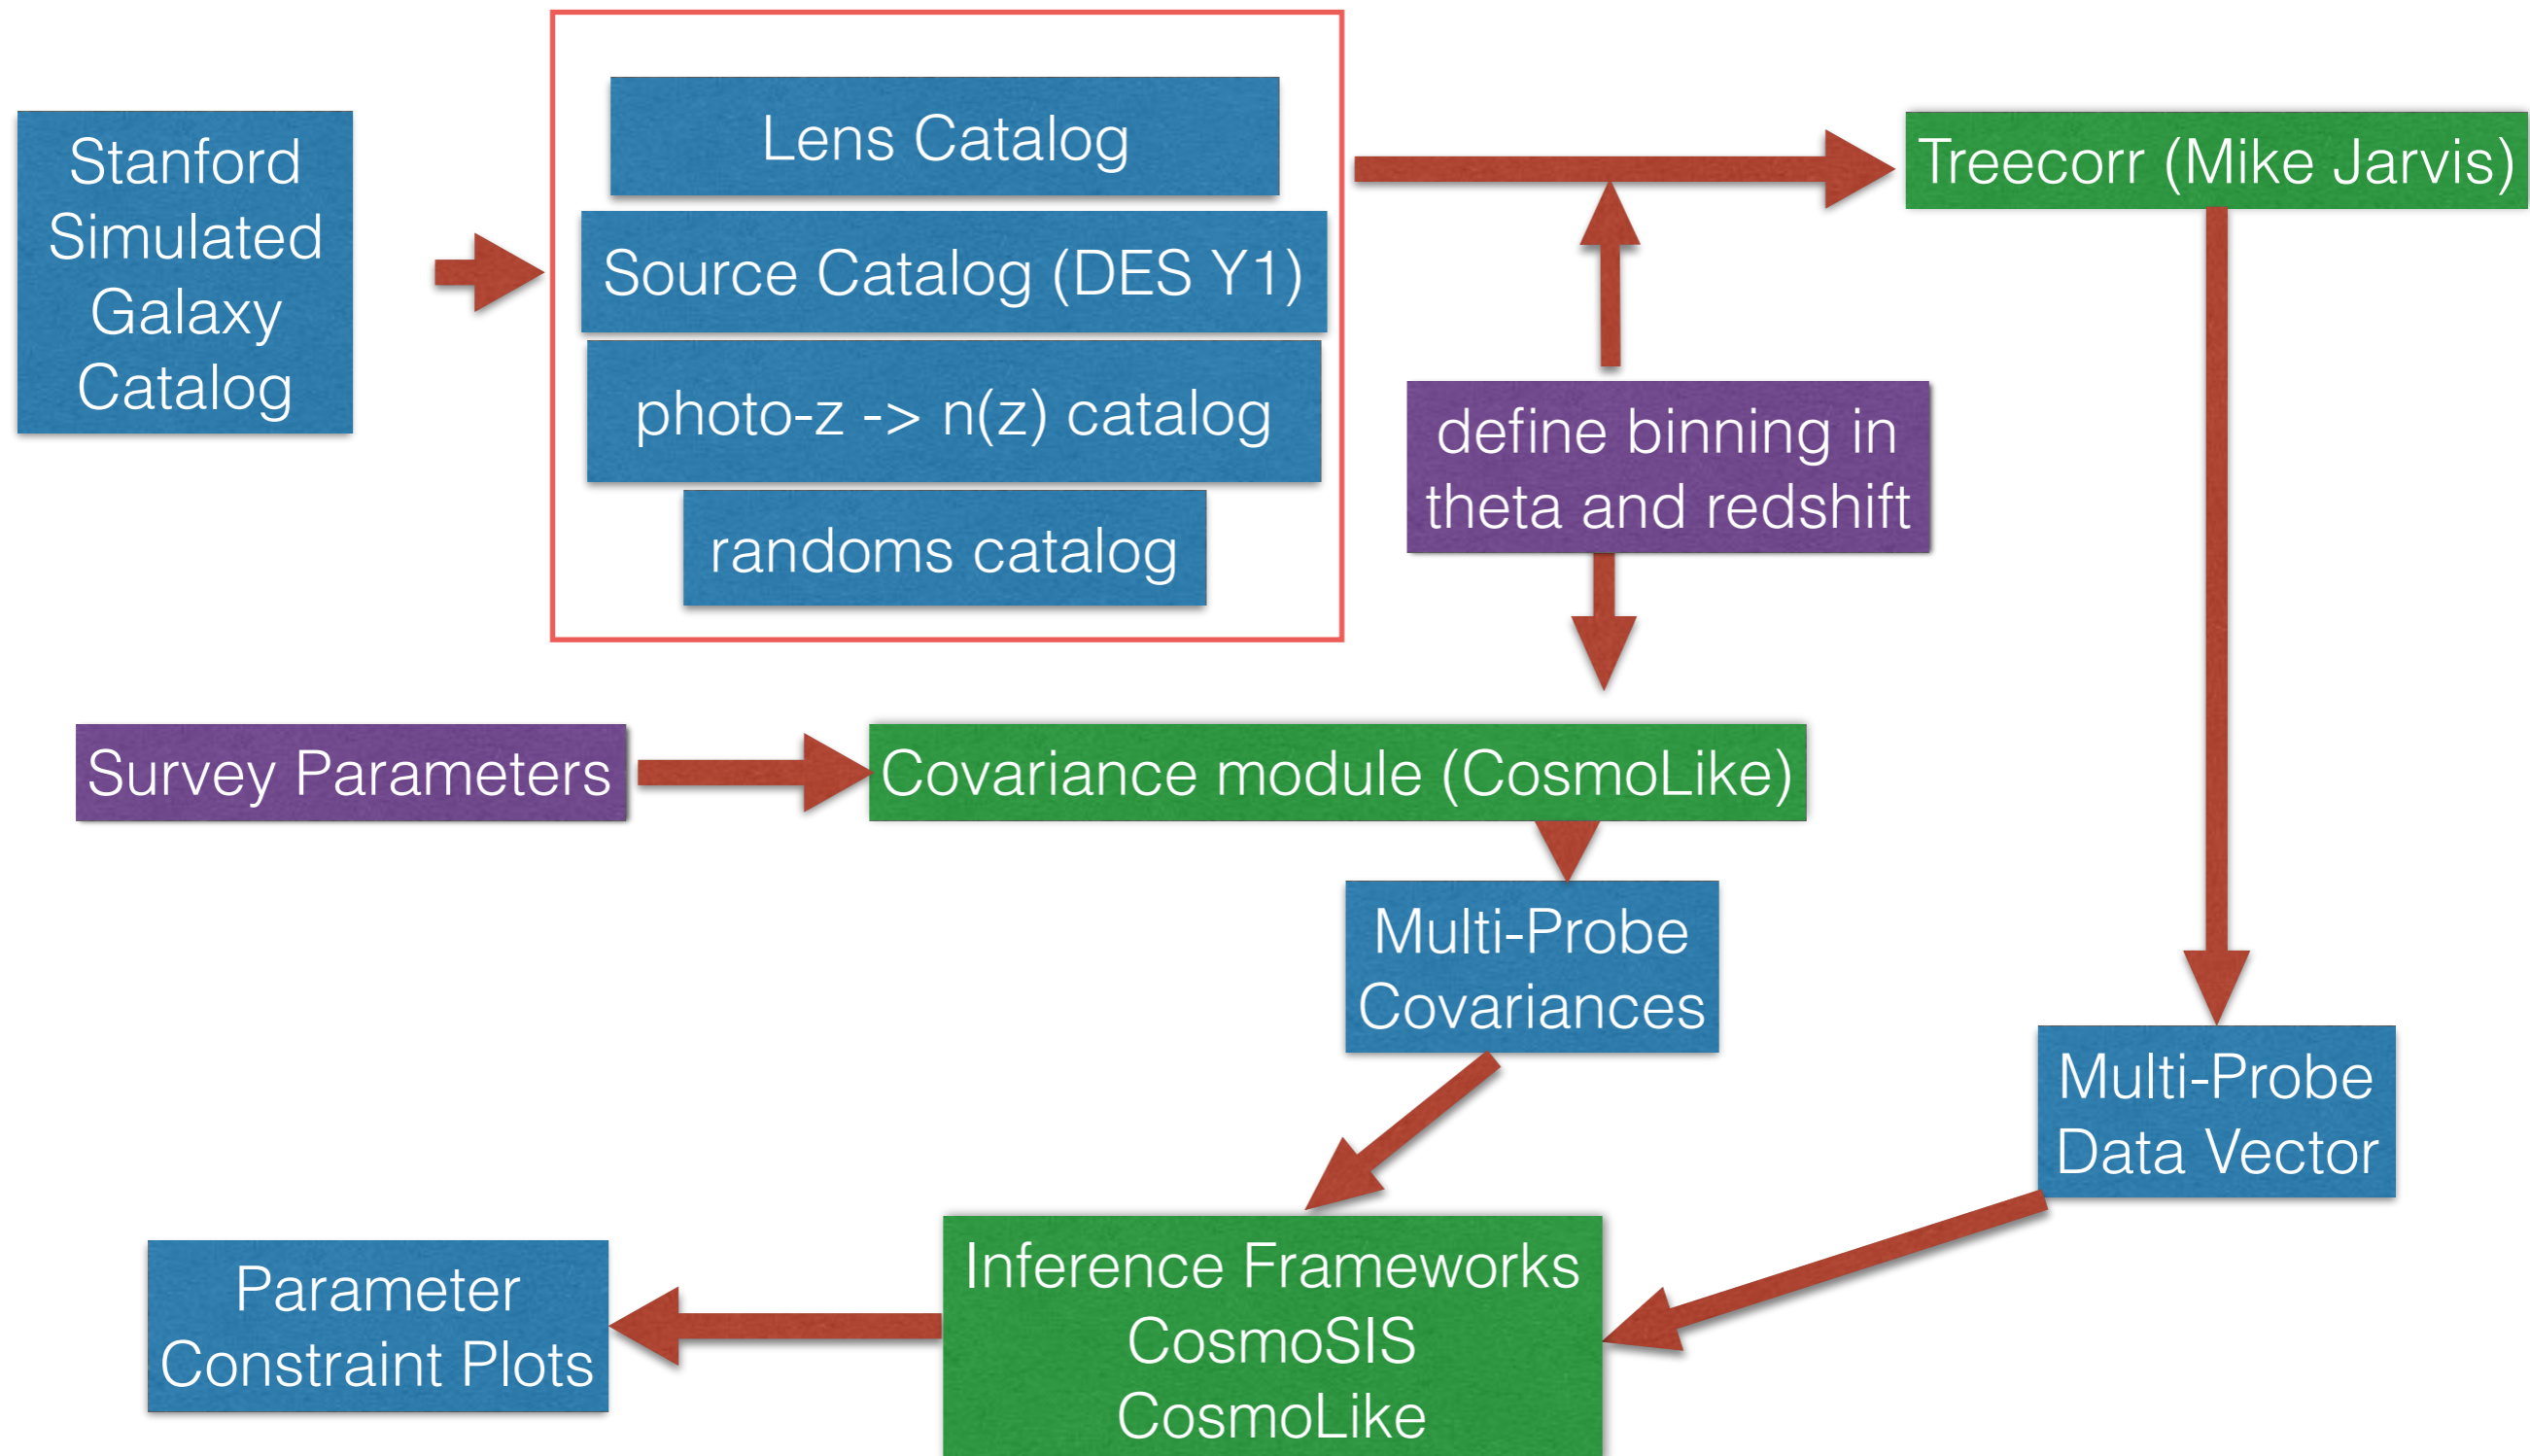 Stanford
Simulated
Galaxy
Catalog
Lens Catalog
Source Catalog (DES Y1)
photo-z -> n(z) catalog
randoms catalog
Treecorr (Mike Jarvis)
define binning in
theta and redshift
Survey Parameters
Covariance module (CosmoLike)
Multi-Probe
Covariances
Multi-Probe
Data Vector
Inference Frameworks
CosmoSIS
CosmoLike
Parameter
Constraint Plots